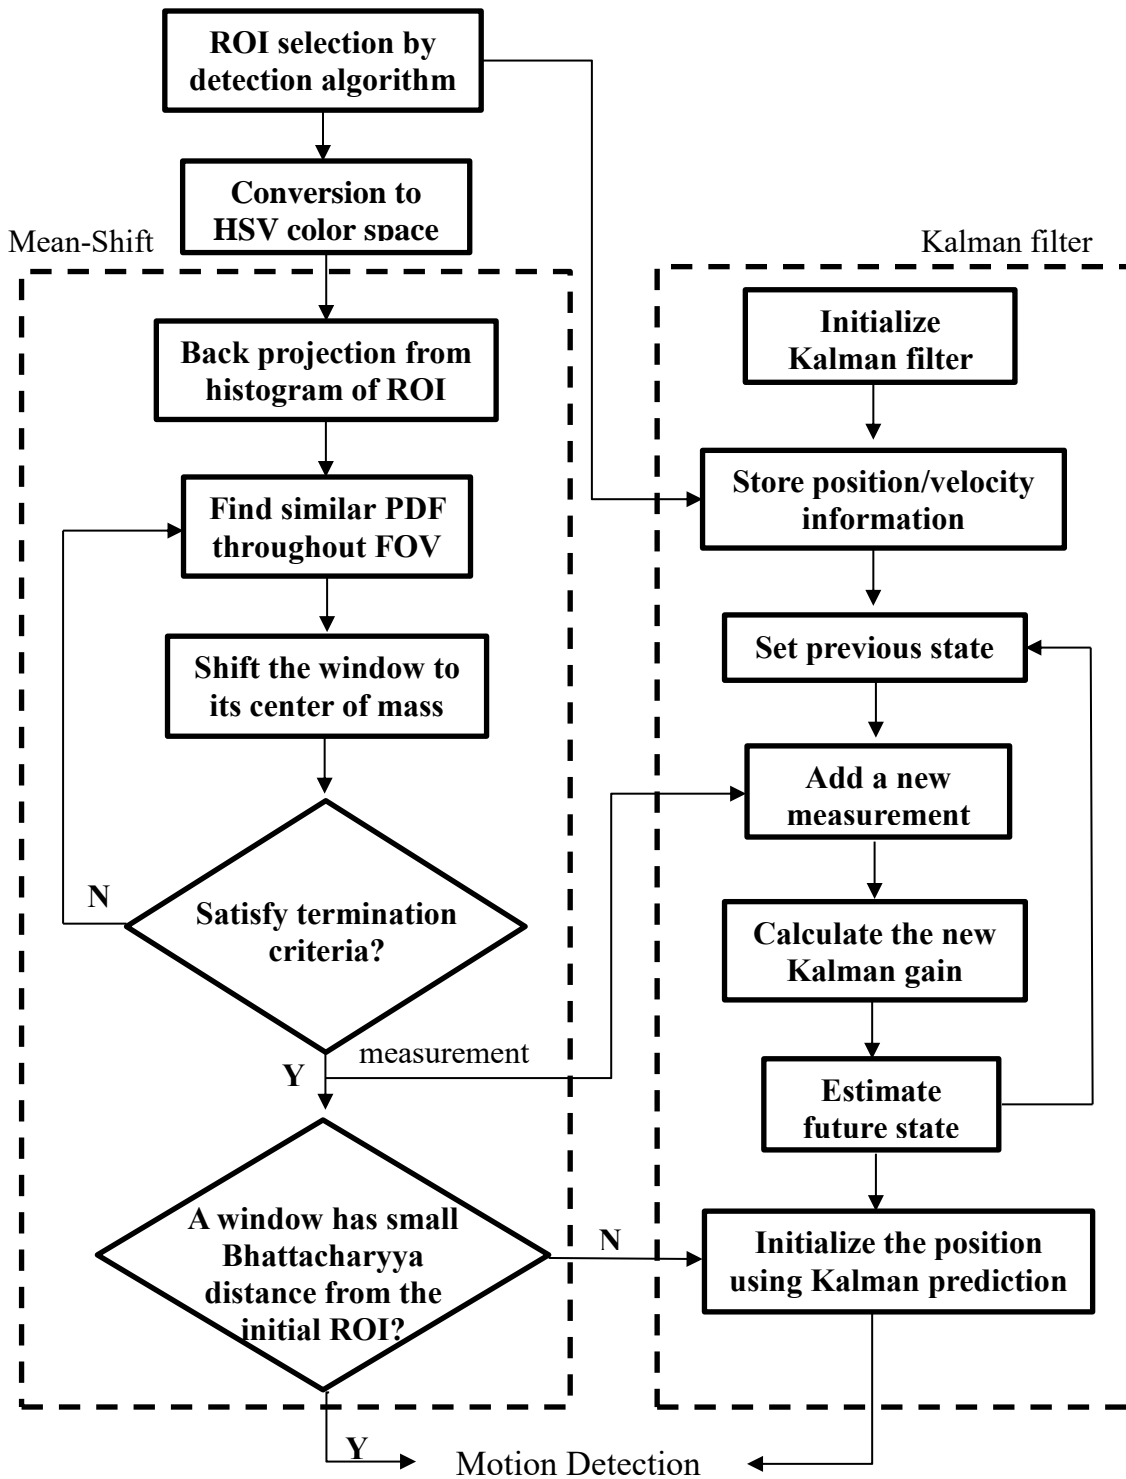 ROI selection by
detection algorithm
Conversion to
HSV color space
Mean-Shift
Back projection from
histogram of ROI
Find similar PDF
throughout FOV
Shift the window to
its center of mass
N
Satisfy termination
criteria?
Y
measurement
A window has small
Bhattacharyya
distance from the
initial ROI?
N
Y
Kalman filter
Initialize
Kalman filter
Store position/velocity
information
Set previous state
Add a new
measurement
Calculate the new
Kalman gain
Estimate
future state
Initialize the position
using Kalman prediction
Motion Detection